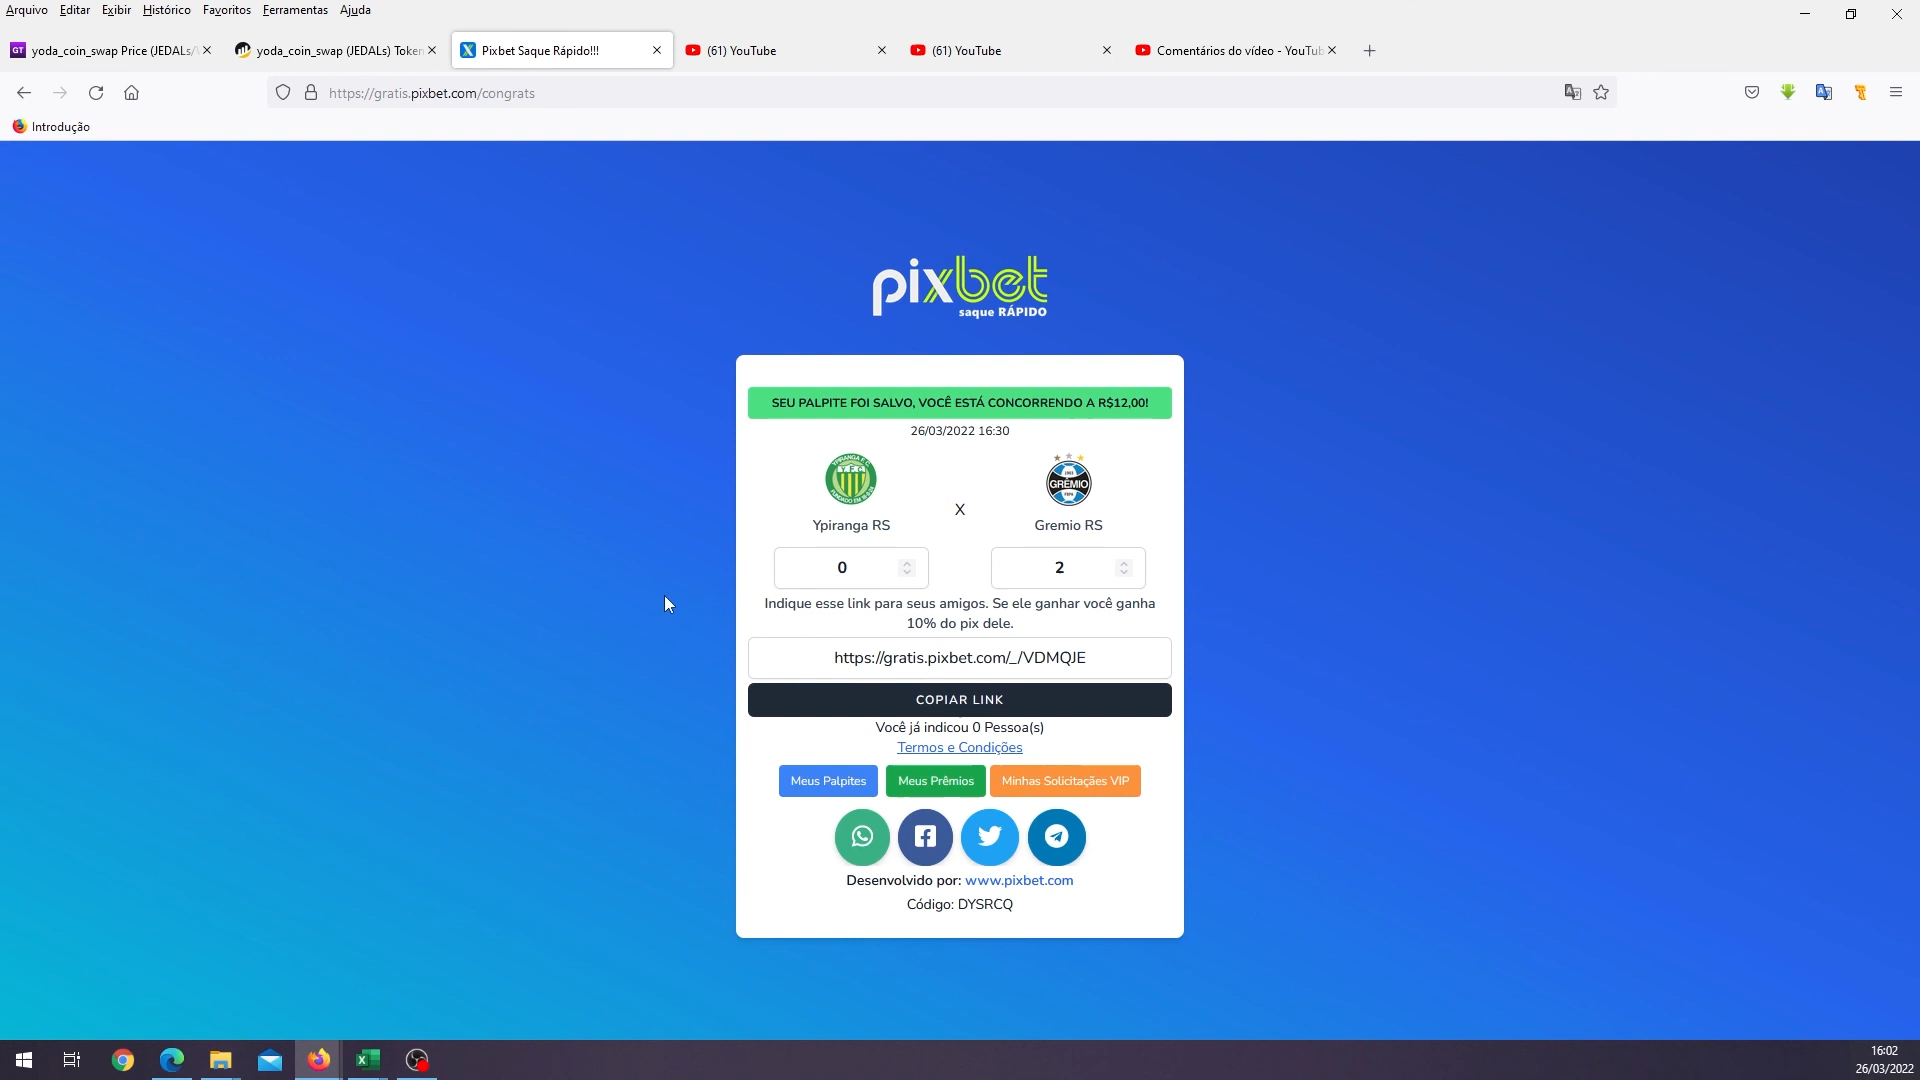 Arquivo Editar Exibir Histórico Favoritos Ferramentas Ajuda
GT yoda_coin_swap Price (JEDALs/
yoda_coin_swap (JEDALs) Token
Pixbet Saque Rápido!!!
(61) YouTube
(61) YouTube
Comentários do vídeo - YouTub
https://gratis.pixbet.com/congrats
Introdução
pixbet
saque RÁPIDO
SEU PALPITE FOI SALVO, VOCÊ ESTÁ CONCORRENDO A R$12,00!
26/03/2022 16:30
X
Ypiranga RS
GRÊMIO
Gremio RS
0
2
Indique esse link para seus amigos. Se ele ganhar você ganha
10% do pix dele.
https://gratis.pixbet.com/_/VDMQJE
COPIAR LINK
Você já indicou 0 Pessoa(s)
Termos e Condições
Meus Palpites Meus Prêmios Minhas Solicitações VIP
Desenvolvido por: www.pixbet.com
Código: DYSRCQ
16:02
26/03/2022